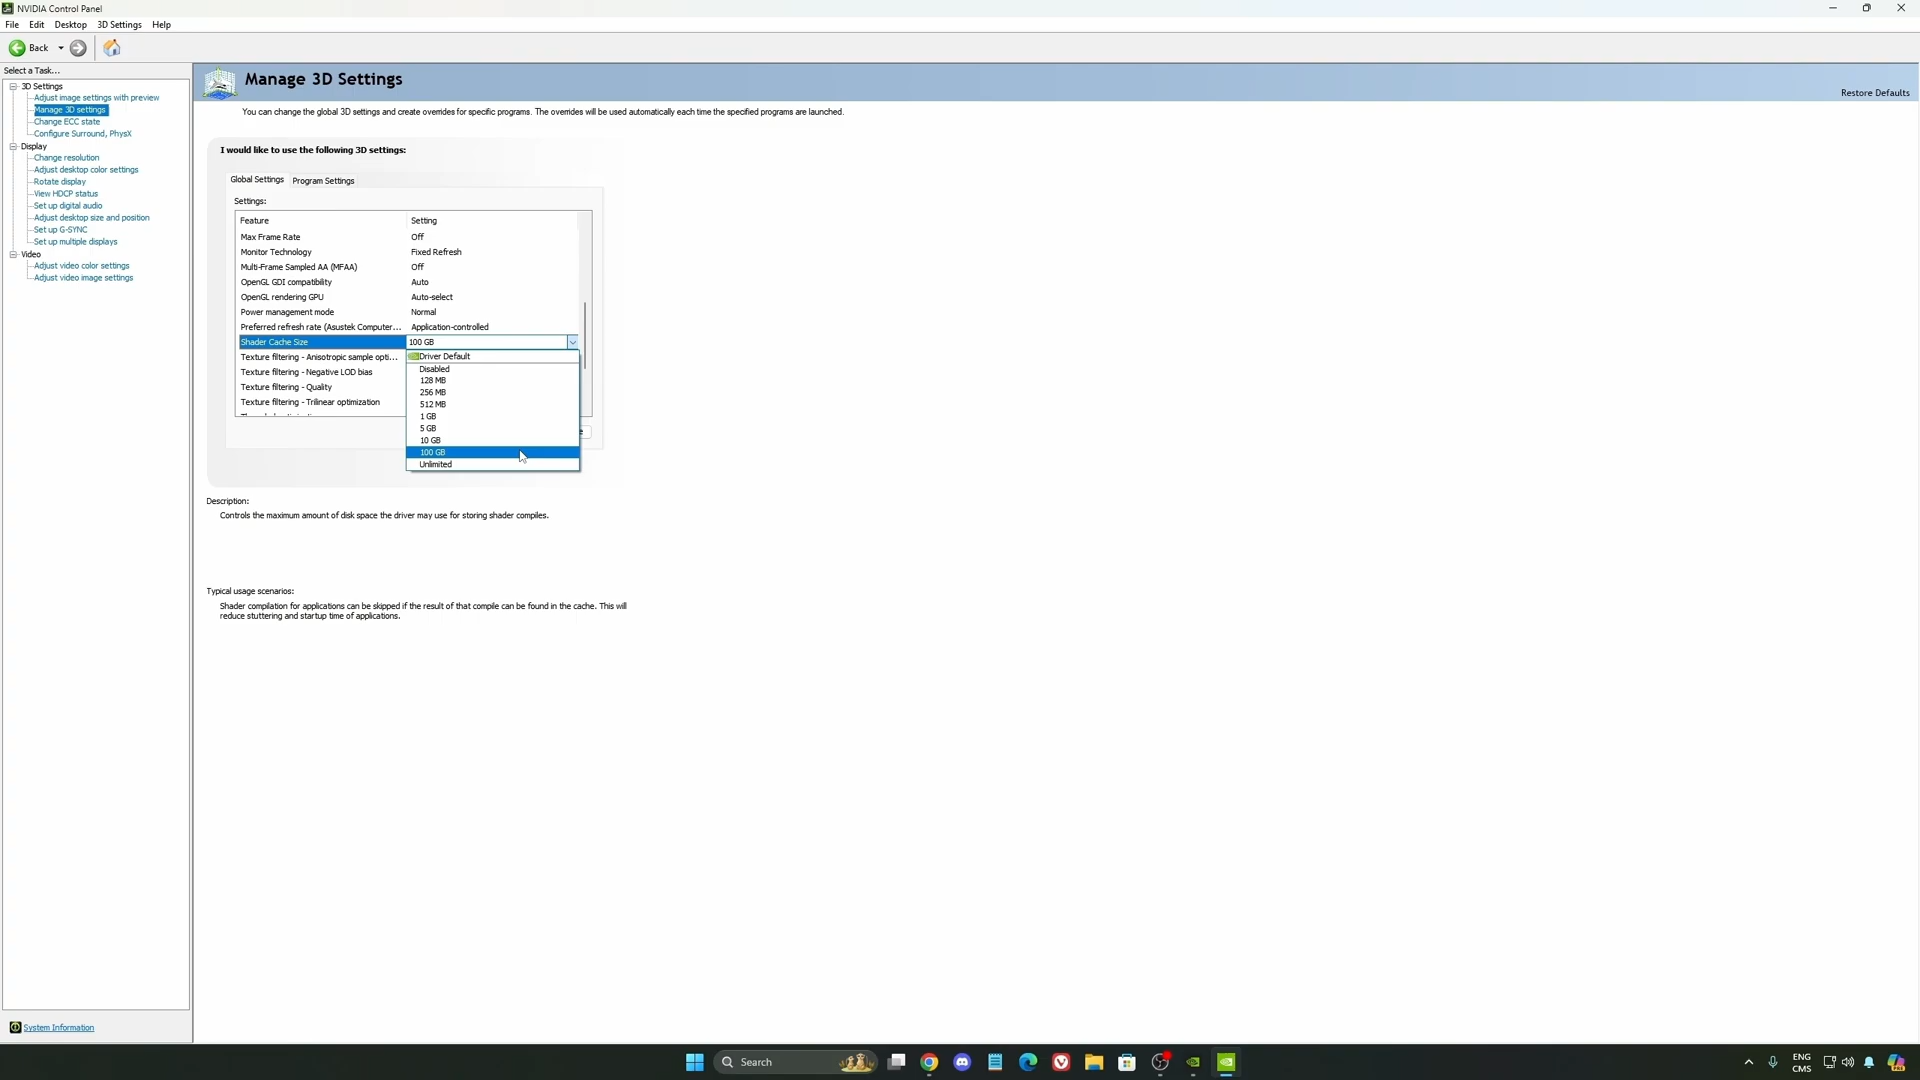 NVIDIA Control Panel
File Edit Desktop 3D Settings Help
Back
Select a Task...
3D Settings
Adjust image settings with preview
Manage 3D settings
Change ECC state
Configure Surround, PhysX
Display
Change resolution
Adjust desktop color settings
Rotate display
View HDCP status
Set up digital audio
Adjust desktop size and position
Set up G-SYNC
Set up multiple displays
Video
Adjust video color settings
Adjust video image settings
System Information
Manage 3D Settings
Restore Defaults
You can change the global 3D settings and create overrides for specific programs. The overrides will be used automatically each time the specified programs are launched.
I would like to use the following 3D settings:
Global Settings Program Settings
Settings:
Feature Setting
Max Frame Rate Off
Monitor Technology Fixed Refresh
Multi-Frame Sampled AA (MFAA) Off
OpenGL GDI compatibility Auto
OpenGL rendering GPU Auto-select
Power management mode Normal
Preferred refresh rate (Asustek Computer... Application-controlled
Shader Cache Size 100 GB
Texture filtering - Anisotropic sample opti...
Texture filtering - Negative LOD bias
Texture filtering - Quality
Texture filtering - Trilinear optimization
Driver Default
Disabled
128 MB
256 MB
512 MB
1 GB
5 GB
10 GB
100 GB
Unlimited
Description:
Controls the maximum amount of disk space the driver may use for storing shader compiles.
Typical usage scenarios:
Shader compilation for applications can be skipped if the result of that compile can be found in the cache. This will
reduce stuttering and startup time of applications.
Search
ENG
CMS